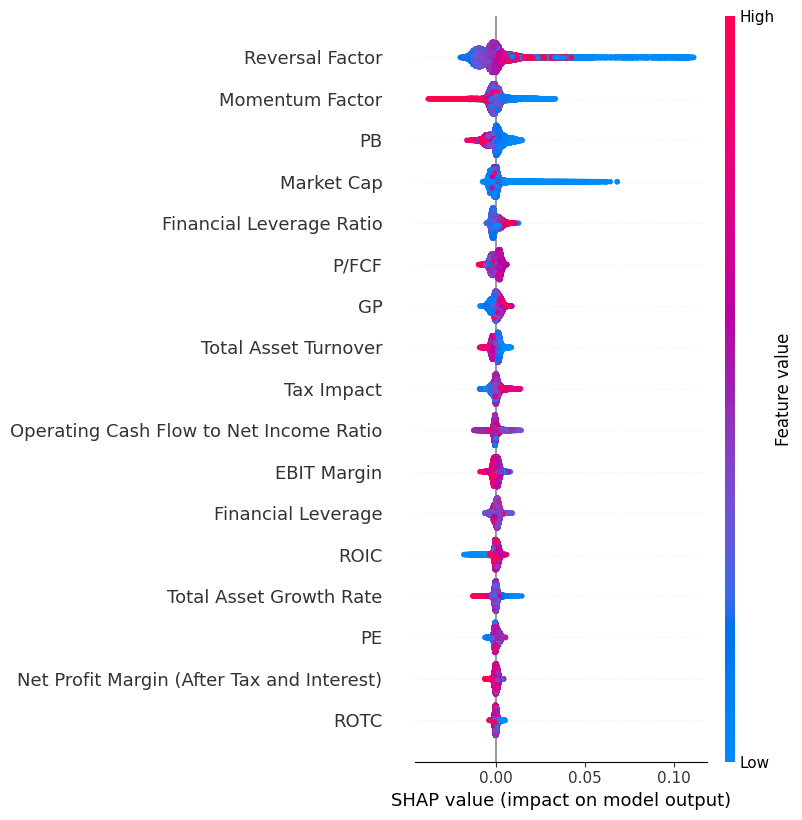 High
Reversal Factor
Momentum Factor
PB
Market Cap
Financial Leverage Ratio
P/FCF
GP
Total Asset Turnover
Tax Impact
Operating Cash Flow to Net Income Ratio
EBIT Margin
Financial Leverage
ROIC
Total Asset Growth Rate
PE
Net Profit Margin (After Tax and Interest)
ROTC
Feature value
Low
0.00 0.05 0.10
SHAP value (impact on model output)